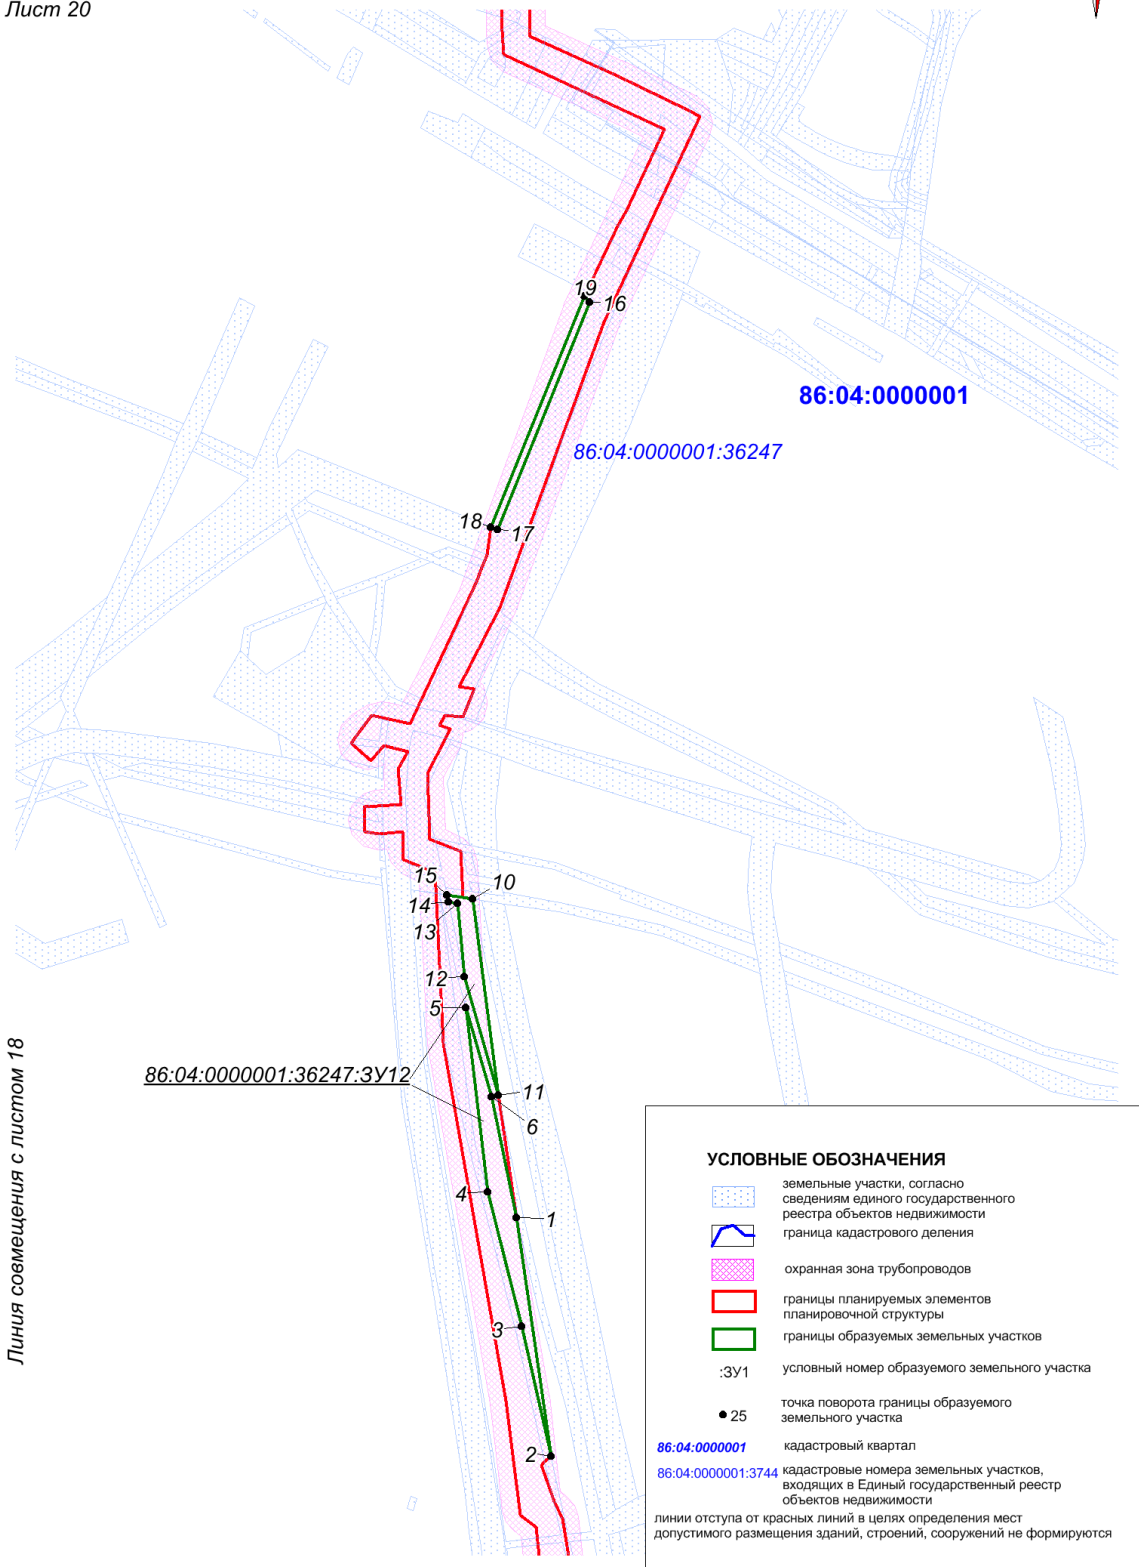 Лист 20
19
16
86:04:0000001
86:04:0000001:36247
18
17
15
10
14
13
12
5
86:04:0000001:36247:ЗУ12
11
6
4
1
3
2
Линия совмещения с листом 18
УСЛОВНЫЕ ОБОЗНАЧЕНИЯ
земельные участки, согласно
сведениям единого государственного
реестра объектов недвижимости
граница кадастрового деления
охранная зона трубопроводов
границы планируемых элементов
планировочной структуры
границы образуемых земельных участков
:ЗУ1 условный номер образуемого земельного участка
25 точка поворота границы образуемого
земельного участка
86:04:0000001 кадастровый квартал
86:04:0000001:3744 кадастровые номера земельных участков,
входящих в Единый государственный реестр
объектов недвижимости
линии отступа от красных линий в целях определения мест
допустимого размещения зданий, строений, сооружений не формируются